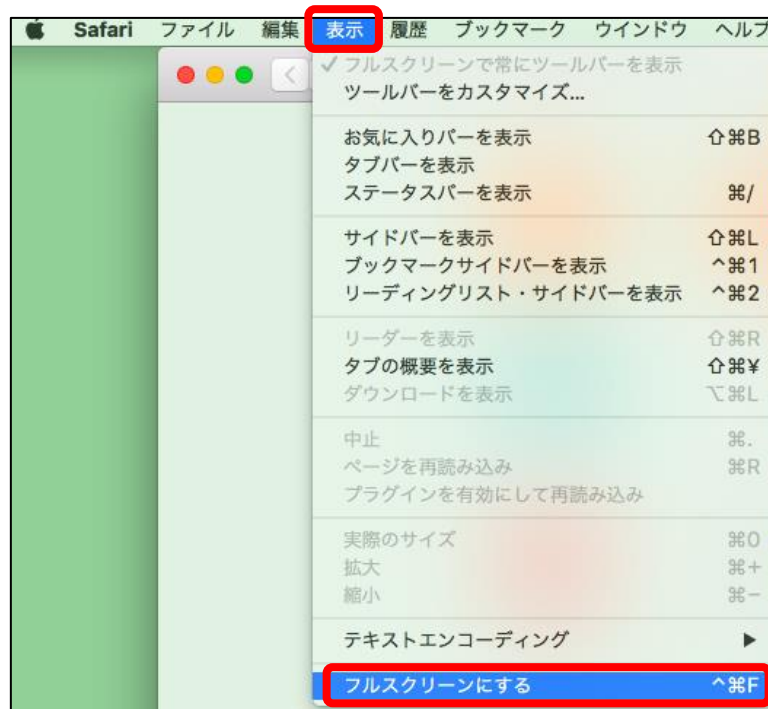 Safari ファイル 編集 表示 履歴 ブックマーク ウインドウ ヘルプ
✓ フルスクリーンで常にツールバーを表示
ツールバーをカスタマイズ...
お気に入りバーを表示 ⇧⌘B
タブバーを表示
ステータスバーを表示 ⌘/
サイドバーを表示 ⇧⌘L
ブックマークサイドバーを表示 ^⌘1
リーディングリスト・サイドバーを表示 ^⌘2
リーダーを表示 ⇧⌘R
タブの概要を表示 ⇧⌘¥
ダウンロードを表示 ⌥⌘L
中止 ⌘.
ページを再読み込み ⌘R
プラグインを有効にして再読み込み
実際のサイズ ⌘0
拡大 ⌘+
縮小 ⌘-
テキストエンコーディング ▶
フルスクリーンにする ^⌘F